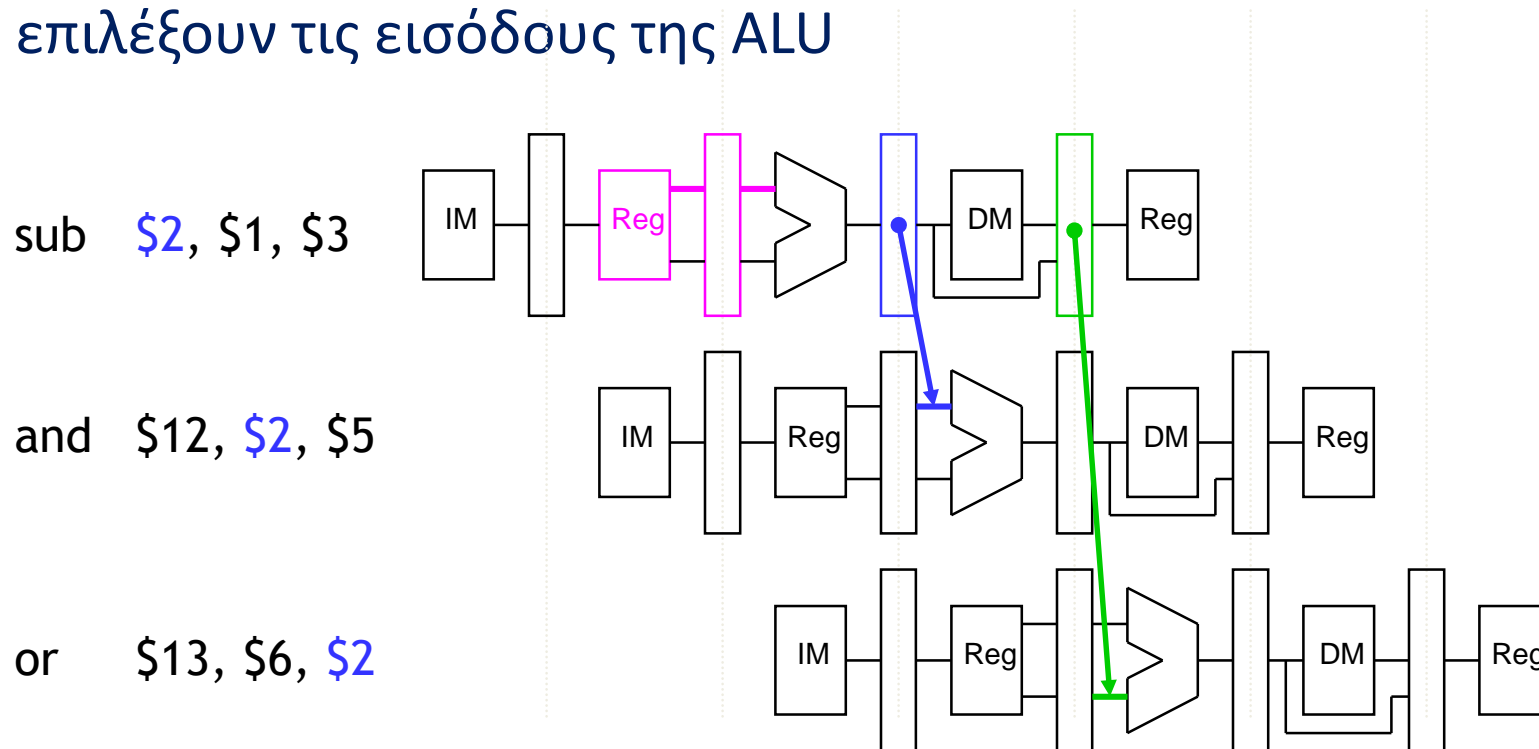 επιλέξουν τις εισόδους της ALU
sub $2, $1, $3
IM Reg DM Reg
and $12, $2, $5
IM Reg DM Reg
or $13, $6, $2
IM Reg DM Reg